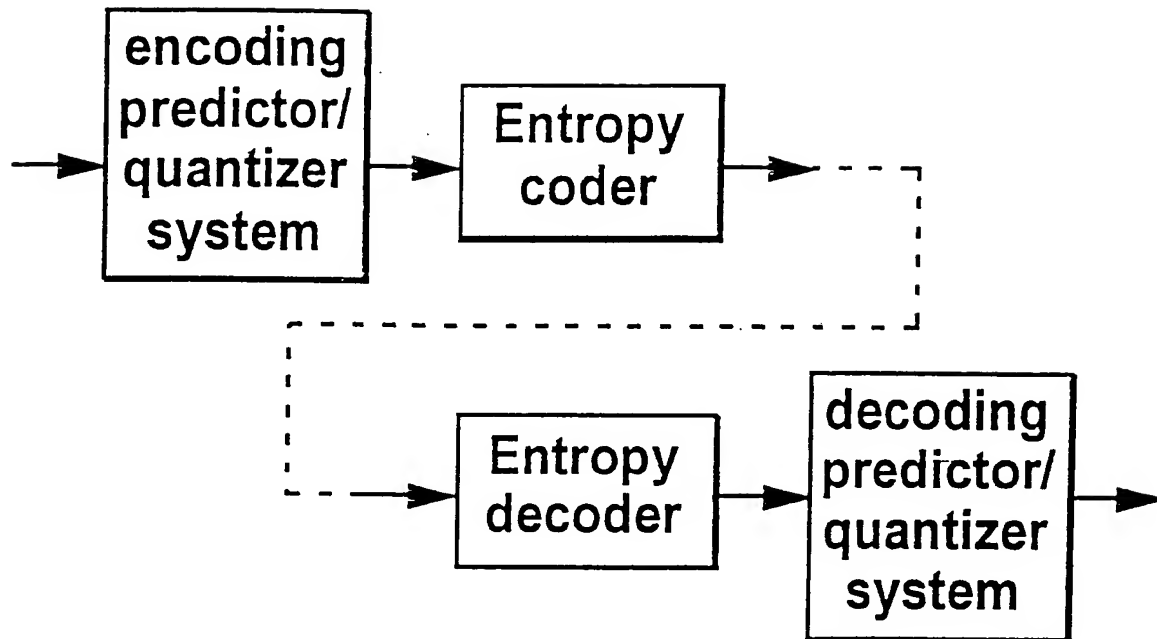 encoding
predictor/
quantizer
system
Entropy
coder
Entropy
decoder
decoding
predictor/
quantizer
system